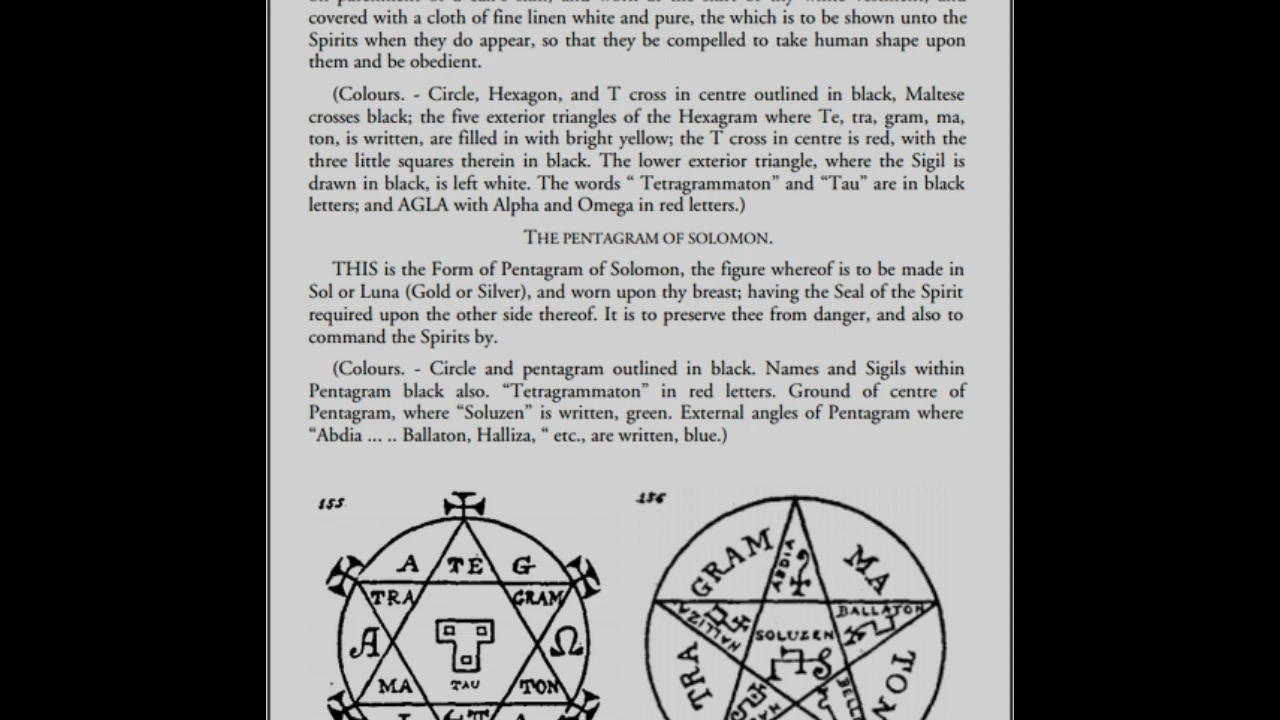 covered with a cloth of fine linen white and pure, the which is to be shown unto the
Spirits when they do appear, so that they be compelled to take human shape upon
them and be obedient.
(Colours. - Circle, Hexagon, and T cross in centre outlined in black, Maltese
crosses black; the five exterior triangles of the Hexagram where Te, tra, gram, ma,
ton, is written, are filled in with bright yellow; the T cross in centre is red, with the
three little squares therein in black. The lower exterior triangle, where the Sigil is
drawn in black, is left white. The words “ Tetragrammaton” and “Tau” are in black
letters; and AGLA with Alpha and Omega in red letters.)
THE PENTAGRAM OF SOLOMON.
THIS is the Form of Pentagram of Solomon, the figure whereof is to be made in
Sol or Luna (Gold or Silver), and worn upon thy breast; having the Seal of the Spirit
required upon the other side thereof. It is to preserve thee from danger, and also to
command the Spirits by.
(Colours. - Circle and pentagram outlined in black. Names and Sigils within
Pentagram black also. “Tetragrammaton” in red letters. Ground of centre of
Pentagram, where “Soluzen” is written, green. External angles of Pentagram where
“Abdia ... .. Ballaton, Halliza, “ etc., are written, blue.)
155
A TE G
TRA GRAM
A Ω
TAU
MA TON
156
GRAM
ABDIA
MA
BALLATON
HALLIZA
SOLUZEN
TRA
TON